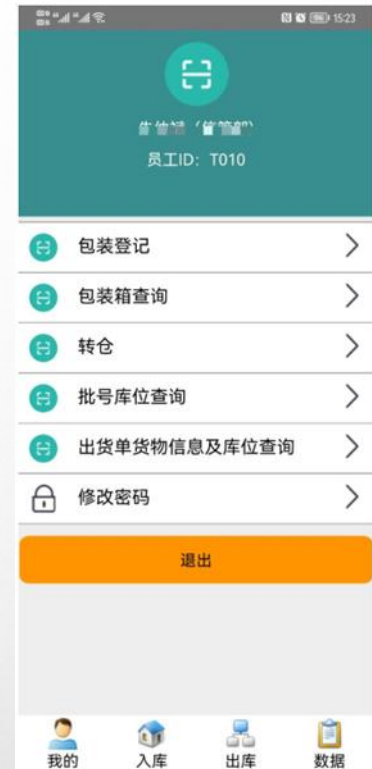 15:23
员工ID: T010
包装登记
包装箱查询
转仓
批号库位查询
出货单货物信息及库位查询
修改密码
退出
我的 入库 出库 数据